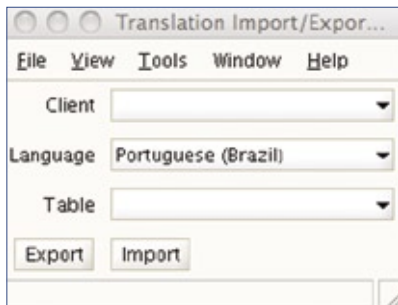 Translation Import/Expor...
File View Tools Window Help
Client
Language Portuguese (Brazil)
Table
Export Import